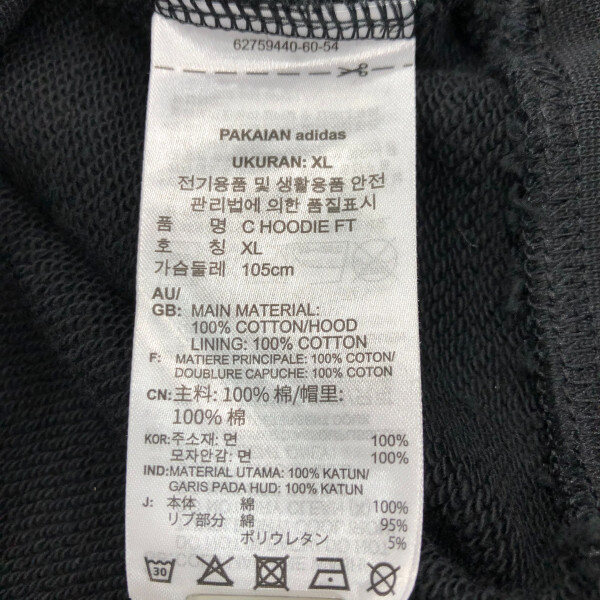 62759440-60-54
PAKAIAN adidas
UKURAN: XL
전기용품 및 생활용품 안전
관리법에 의한 품질표시
품 명 C HOODIE FT
호 칭 XL
가슴둘레 105cm
AU/
GB: MAIN MATERIAL:
100% COTTON/HOOD
LINING: 100% COTTON
F: MATIERE PRINCIPALE: 100% COTON/
DOUBLURE CAPUCHE: 100% COTON
CN: 主料: 100% 棉/帽里:
100% 棉
KOR: 주소재: 면 100%
모자안감: 면 100%
IND: MATERIAL UTAMA: 100% KATUN/
GARIS PADA HUD: 100% KATUN
J: 本体 綿 100%
リブ部分 綿 95%
ポリウレタン 5%
30